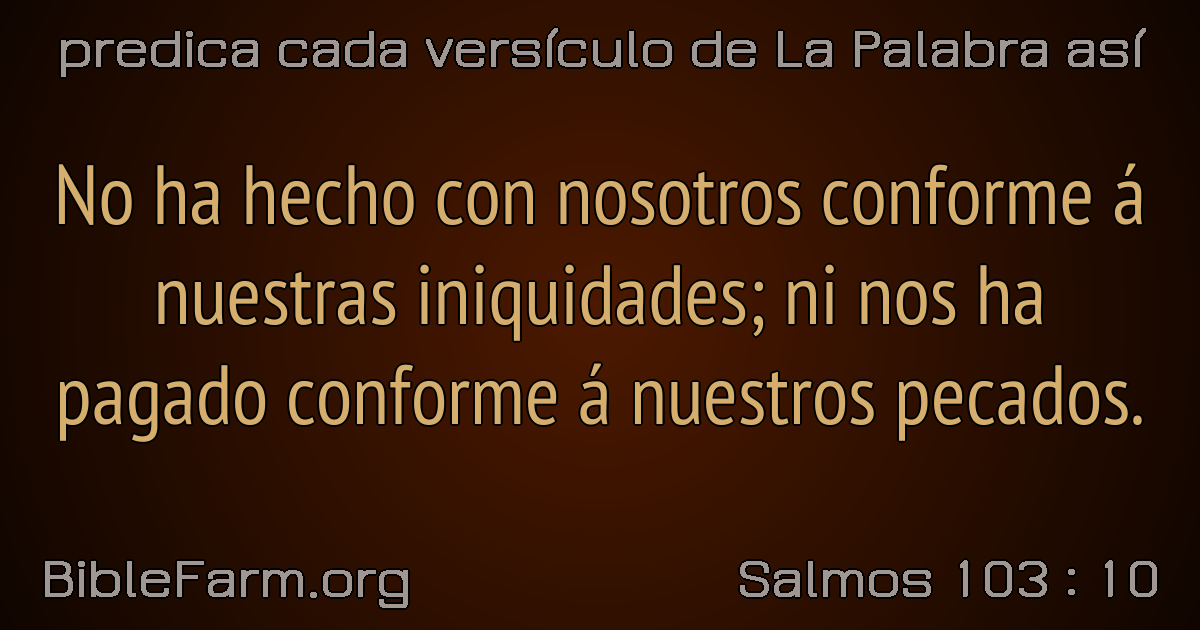 predica cada versículo de La Palabra así
No ha hecho con nosotros conforme á
nuestras iniquidades; ni nos ha
pagado conforme á nuestros pecados.
BibleFarm.org
Salmos 103 : 10